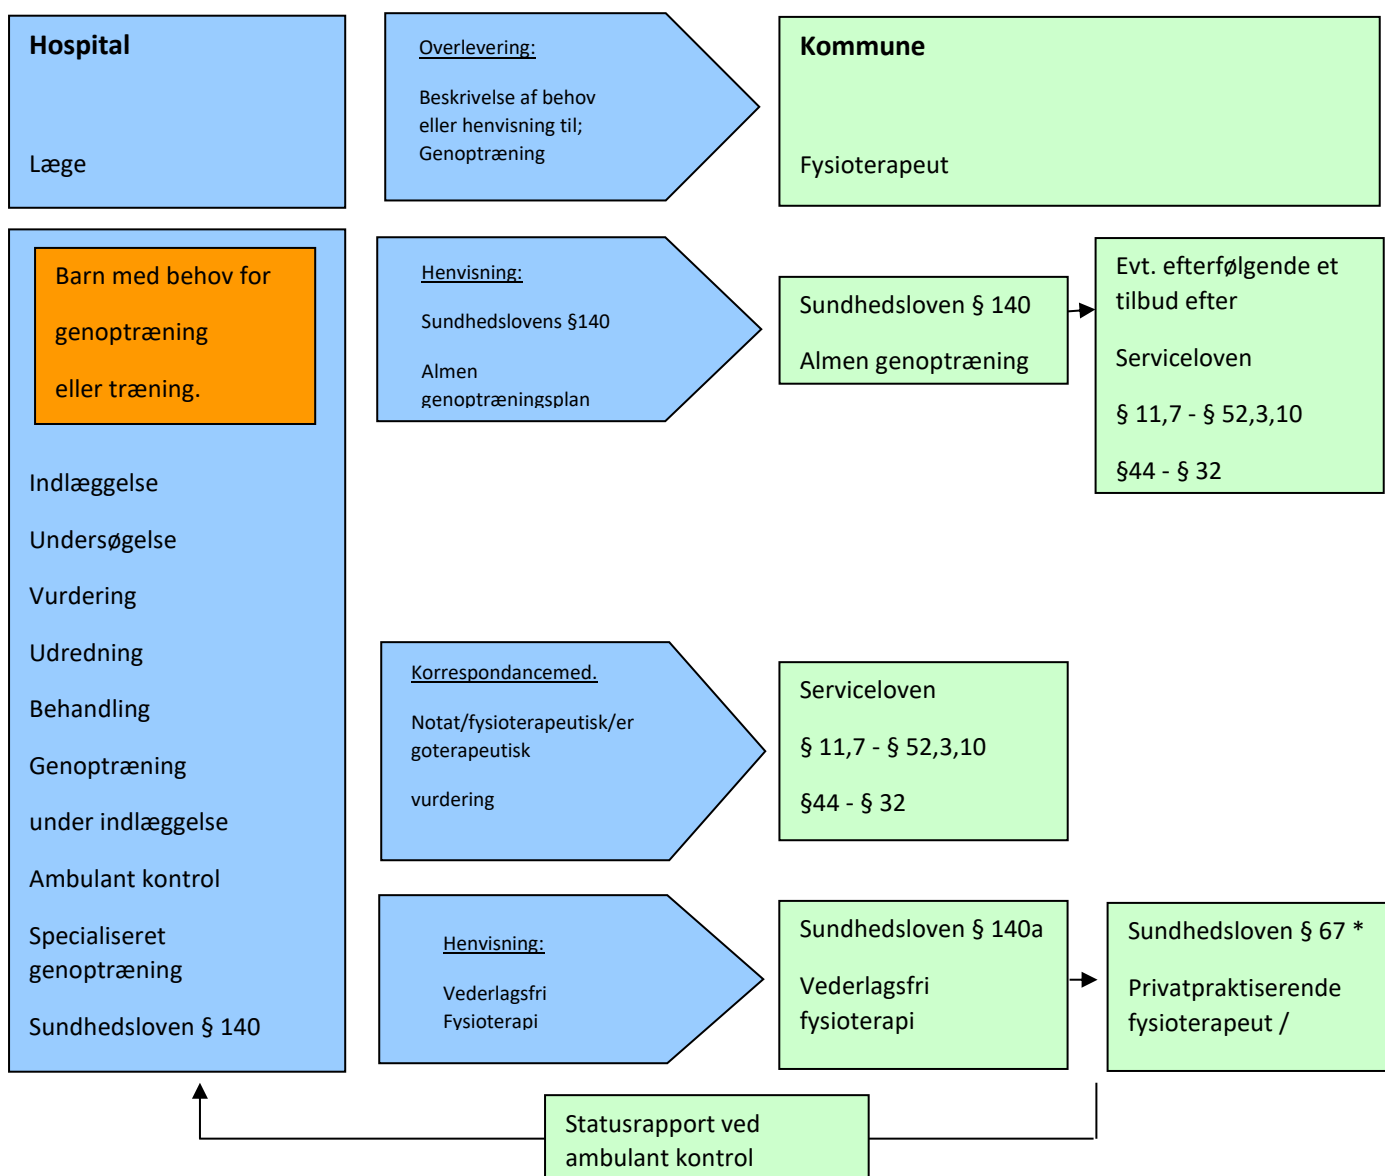 Hospital
Læge
Overlevering:
Beskrivelse af behov
eller henvisning til;
Genoptræning
Kommune
Fysioterapeut
Barn med behov for
genoptræning
eller træning.
Indlæggelse
Undersøgelse
Vurdering
Udredning
Behandling
Genoptræning
under indlæggelse
Ambulant kontrol
Specialiseret
genoptræning
Sundhedsloven § 140
Henvisning:
Sundhedslovens §140
Almen
genoptræningsplan
Sundhedsloven § 140
Almen genoptræning
Evt. efterfølgende et
tilbud efter
Serviceloven
§ 11,7 - § 52,3,10
§44 - § 32
Korrespondancemed.
Notat/fysioterapeutisk/er
goterapeutisk
vurdering
Serviceloven
§ 11,7 - § 52,3,10
§44 - § 32
Henvisning:
Vederlagsfri
Fysioterapi
Sundhedsloven § 140a
Vederlagsfri
fysioterapi
Sundhedsloven § 67 *
Privatpraktiserende
fysioterapeut /
Statusrapport ved
ambulant kontrol